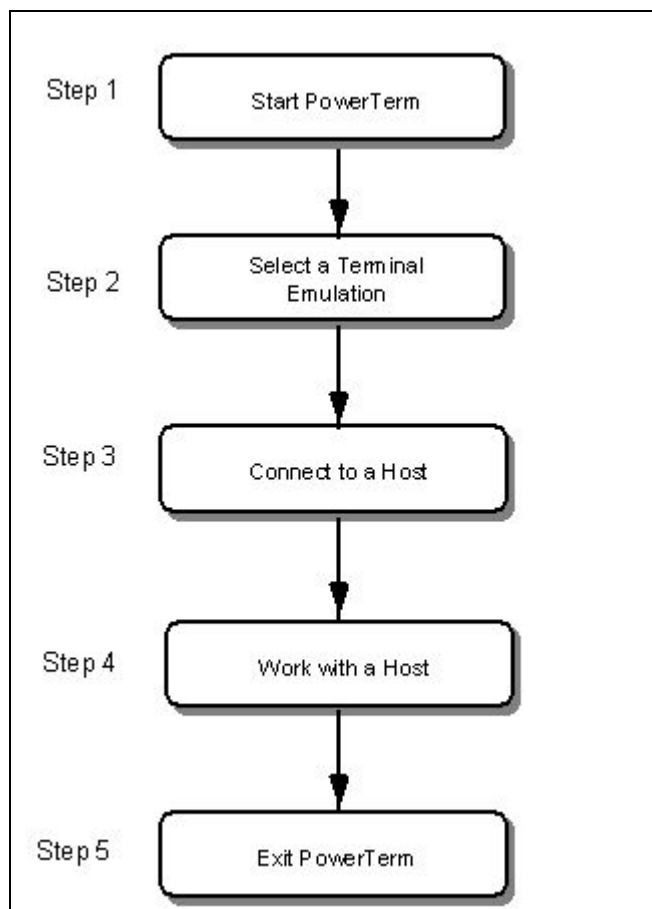 Step 1
Start PowerTerm
Step 2
Select a Terminal
Emulation
Step 3
Connect to a Host
Step 4
Work with a Host
Step 5
Exit PowerTerm